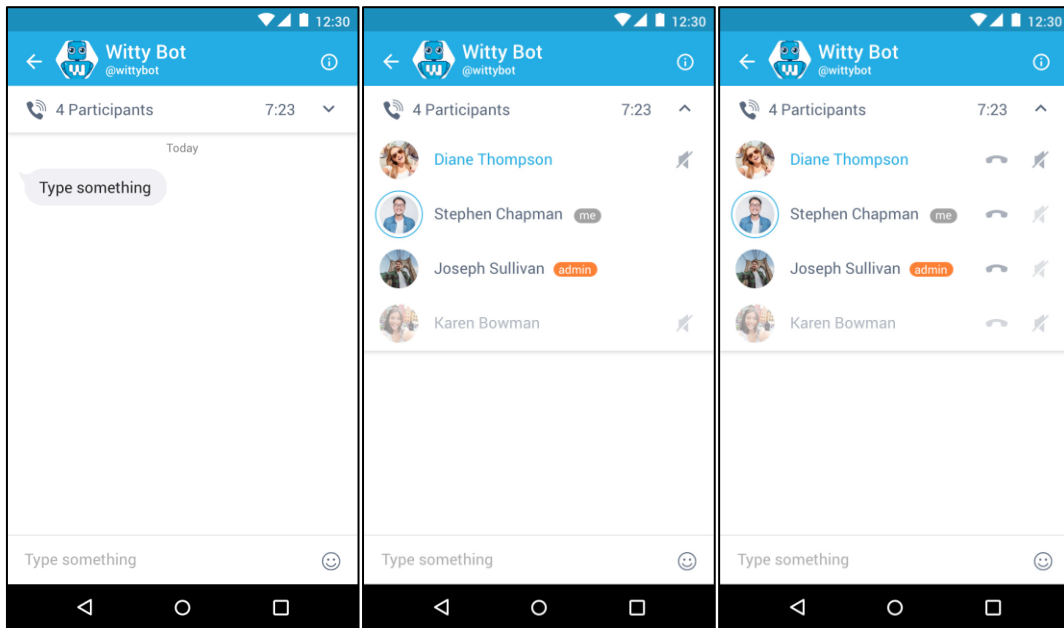 12:30
Witty Bot
@wittybot
4 Participants 7:23
Today
Type something
Type something
12:30
Witty Bot
@wittybot
4 Participants 7:23
Diane Thompson
Stephen Chapman me
Joseph Sullivan admin
Karen Bowman
Type something
12:30
Witty Bot
@wittybot
4 Participants 7:23
Diane Thompson
Stephen Chapman me
Joseph Sullivan admin
Karen Bowman
Type something